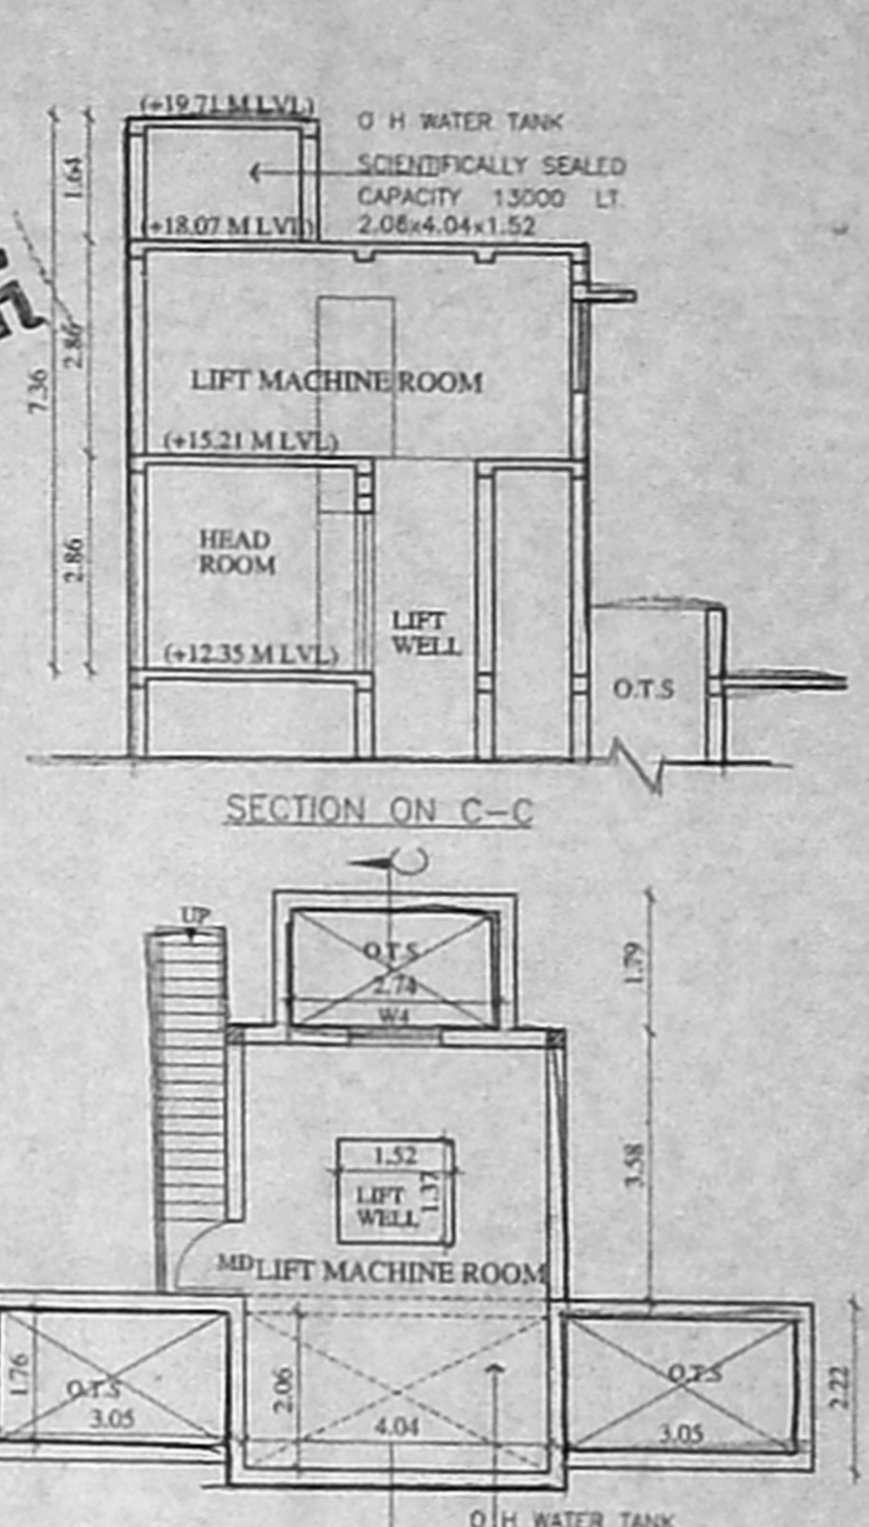 (+19.71 M LVL)
O H WATER TANK
SCIENTIFICALLY SEALED
CAPACITY 13000 LT.
2.06x4.04x1.52
1.64
(+18.07 M LVL)
2.86
7.36
LIFT MACHINE ROOM
(+15.21 M LVL)
HEAD
ROOM
2.86
LIFT
WELL
(+12.35 M LVL)
O.T.S
SECTION ON C-C
C
UP
O.T.S
2.74
W4
1.79
3.58
1.52
1.37
LIFT
WELL
MD
LIFT MACHINE ROOM
1.76
O.T.S
3.05
2.06
4.04
O.T.S
3.05
2.22
O H WATER TANK